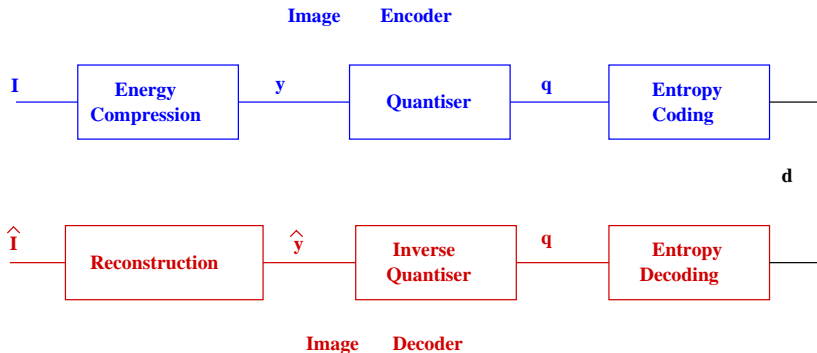 Image Encoder
I
Energy
Compression
y
Quantiser
q
Entropy
Coding
d
Î
Reconstruction
ŷ
Inverse
Quantiser
q
Entropy
Decoding
Image Decoder